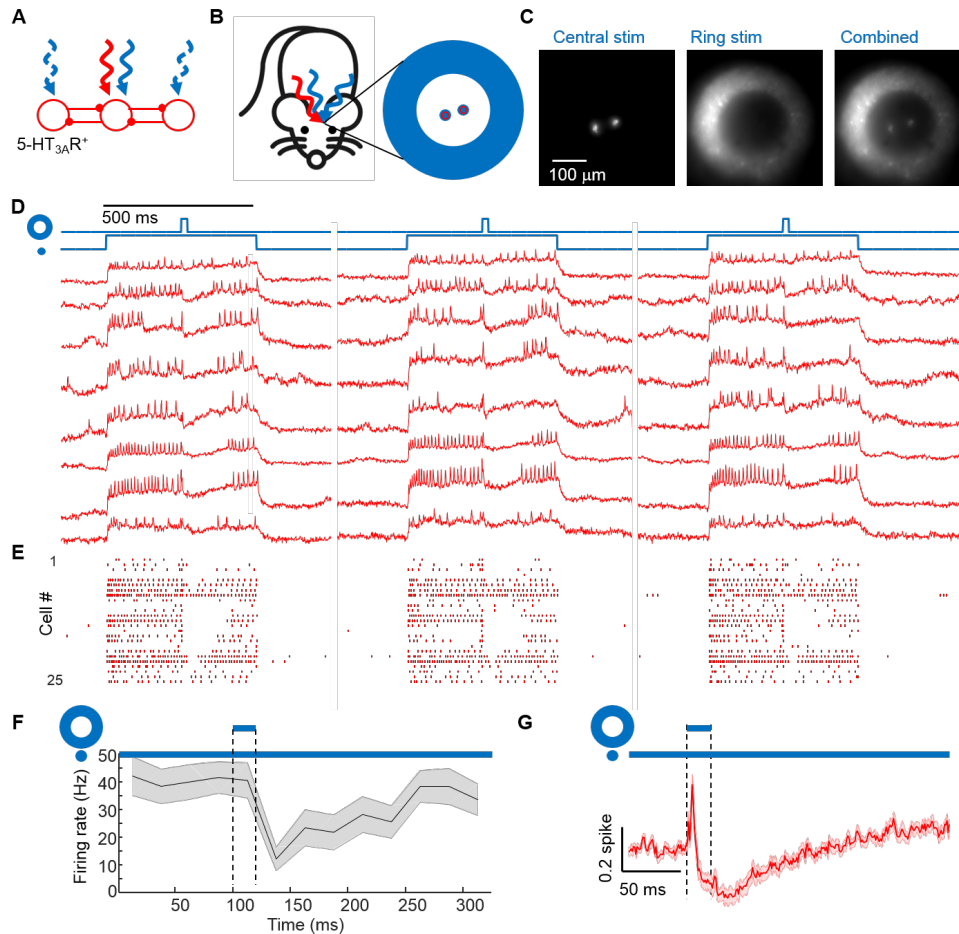 A
B
C
5-HT3AR+
Central stim
Ring stim
Combined
100 μm
D
500 ms
E
1
Cell #
25
F
Firing rate (Hz)
50
40
30
20
10
0
50
100
150
200
250
300
Time (ms)
G
0.2 spike
50 ms